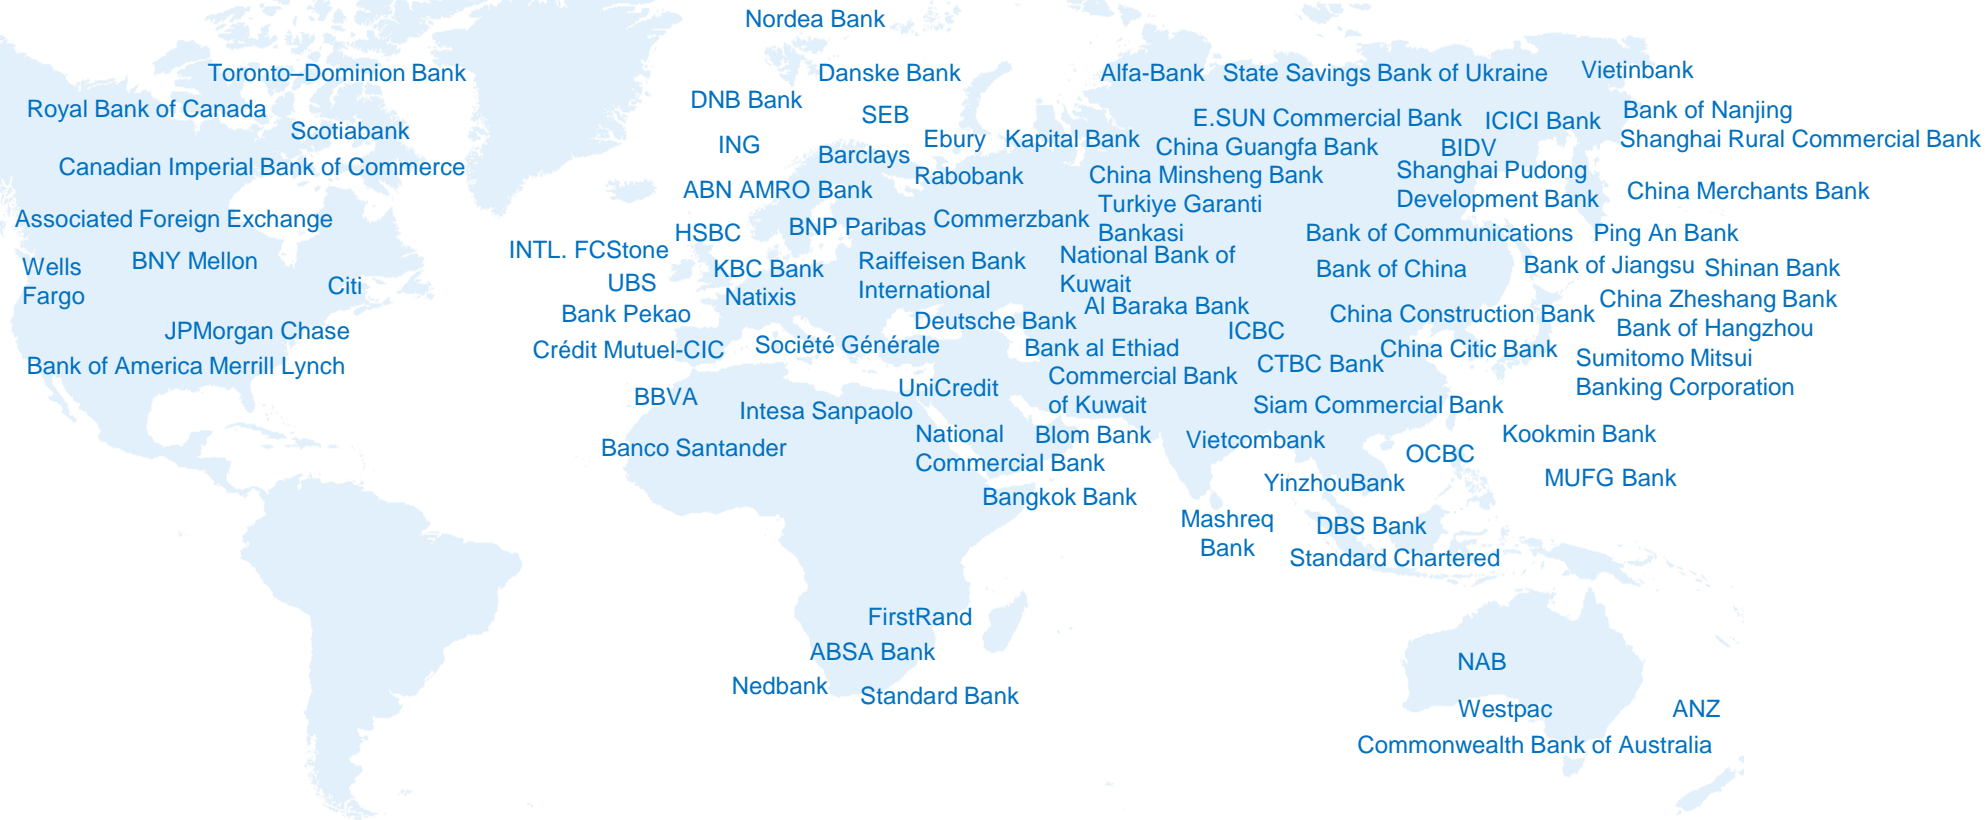 Nordea Bank
Toronto–Dominion Bank
Royal Bank of Canada
Scotiabank
Canadian Imperial Bank of Commerce
Associated Foreign Exchange
BNY Mellon
Wells
Fargo
Citi
JPMorgan Chase
Bank of America Merrill Lynch
Danske Bank
DNB Bank
SEB
ING
Barclays
Ebury
Kapital Bank
ABN AMRO Bank
Rabobank
HSBC
BNP Paribas
Commerzbank
INTL. FCStone
UBS
KBC Bank
Natixis
Raiffeisen Bank
International
Bank Pekao
Deutsche Bank
Crédit Mutuel-CIC
Société Générale
BBVA
Intesa Sanpaolo
UniCredit
Banco Santander
National
Commercial Bank
Blom Bank
Bangkok Bank
Alfa-Bank
State Savings Bank of Ukraine
Vietinbank
E.SUN Commercial Bank
ICICI Bank
Bank of Nanjing
Shanghai Rural Commercial Bank
China Guangfa Bank
BIDV
China Minsheng Bank
Shanghai Pudong
Development Bank
China Merchants Bank
Turkiye Garanti
Bankasi
Bank of Communications
Ping An Bank
National Bank of
Kuwait
Bank of China
Bank of Jiangsu
Shinan Bank
Al Baraka Bank
ICBC
China Construction Bank
China Zheshang Bank
Bank of Hangzhou
Bank al Ethiad
CTBC Bank
China Citic Bank
Sumitomo Mitsui
Banking Corporation
Commercial Bank
of Kuwait
Siam Commercial Bank
Vietcombank
OCBC
Kookmin Bank
YinzhouBank
MUFG Bank
Mashreq
Bank
DBS Bank
Standard Chartered
FirstRand
ABSA Bank
Nedbank
Standard Bank
NAB
Westpac
ANZ
Commonwealth Bank of Australia